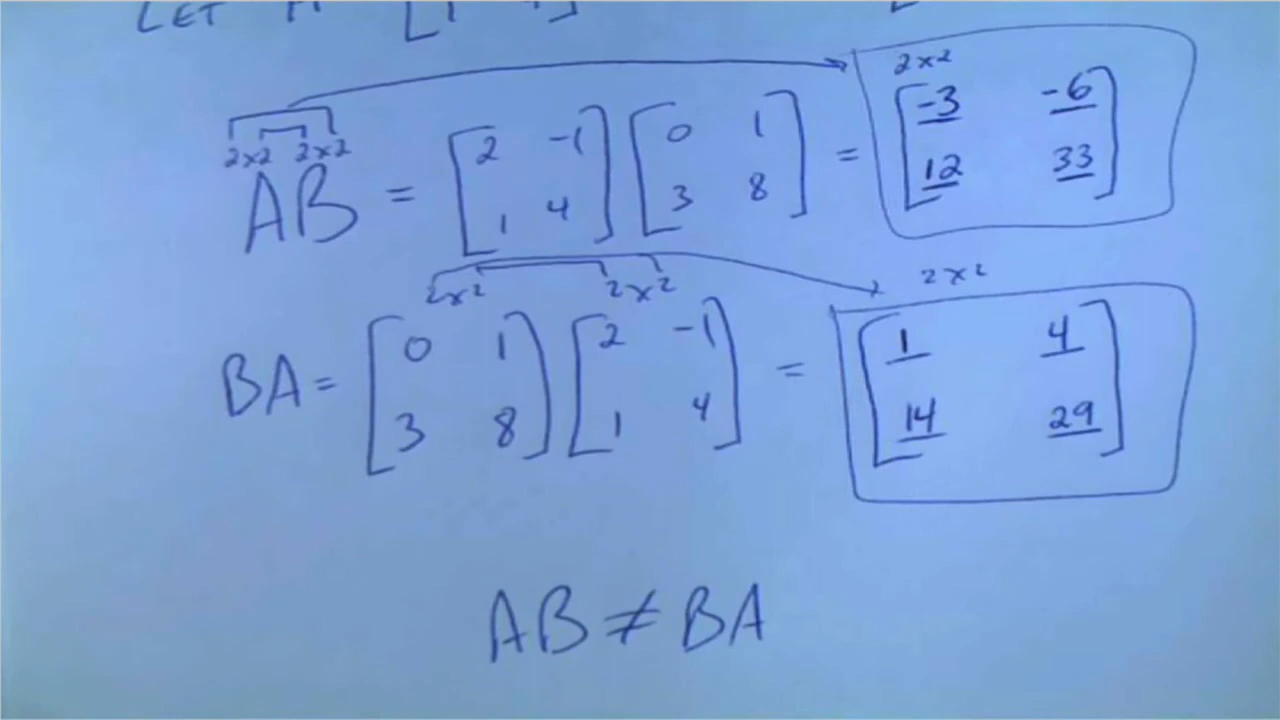 LET A
2x2 2x2 2x2
AB = [2 -1 [0 1 = [-3 -6
1 4] 3 8] 12 33]
2x2 2x2 2x2
BA = [0 1 [2 -1 = [1 4
3 8] 1 4] 14 29]
AB ≠ BA